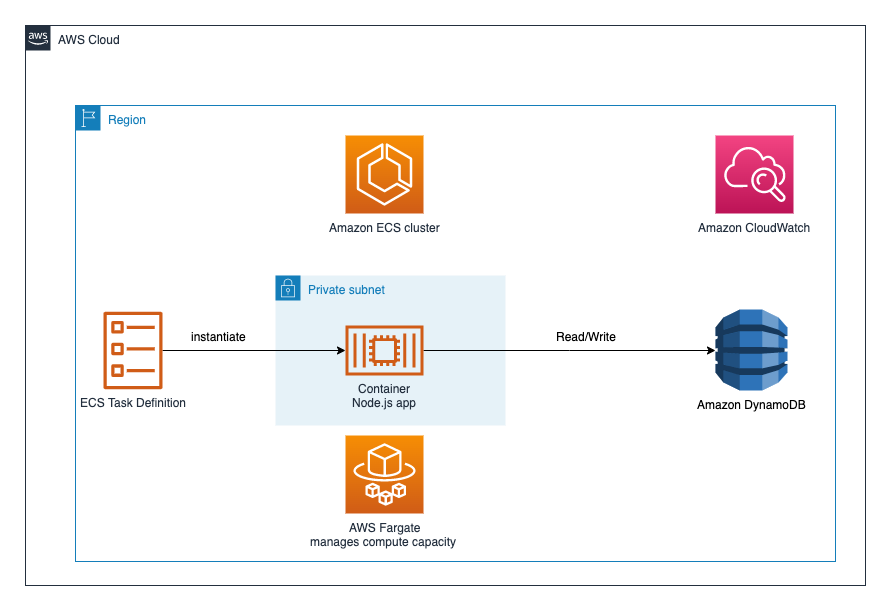 aws
AWS Cloud
Region
Amazon ECS cluster
Amazon CloudWatch
Private subnet
instantiate
Read/Write
Container
Node.js app
ECS Task Definition
Amazon DynamoDB
AWS Fargate
manages compute capacity